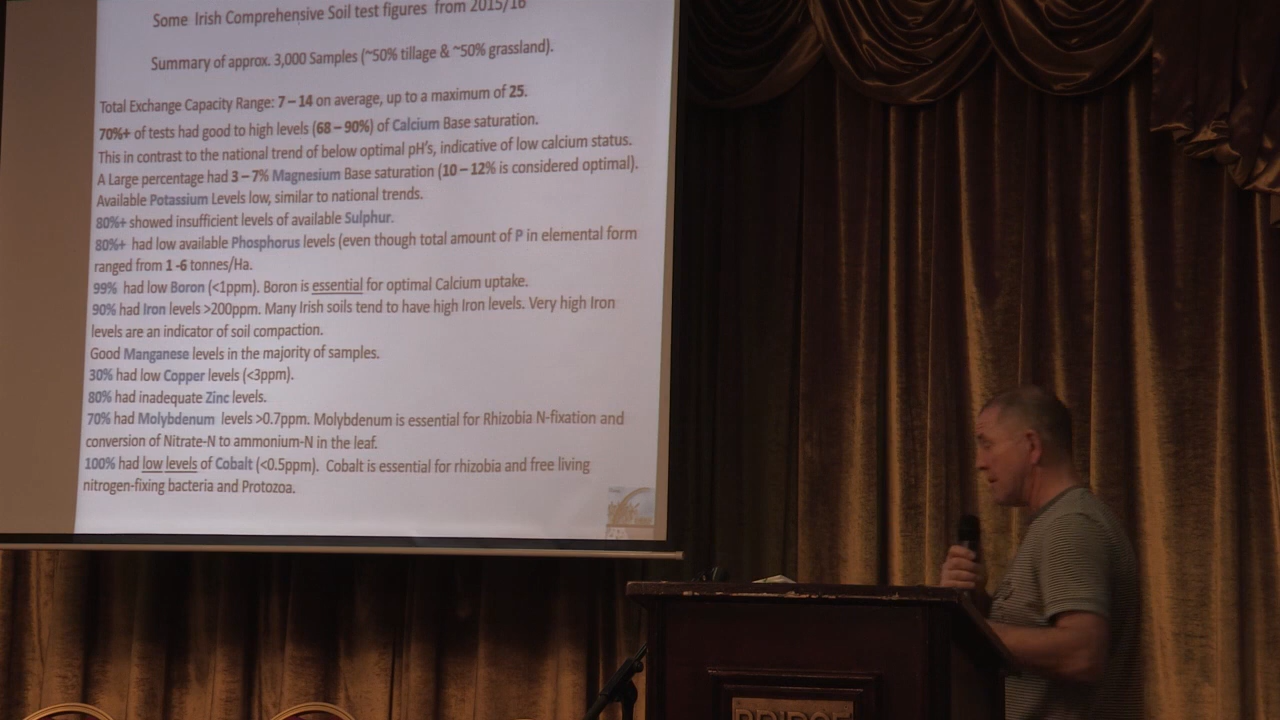 Some Irish Comprehensive Soil test figures from 2015/16
Summary of approx. 3,000 Samples (~50% tillage & ~50% grassland).
Total Exchange Capacity Range: 7 – 14 on average, up to a maximum of 25.
70%+ of tests had good to high levels (68 – 90%) of Calcium Base saturation.
This in contrast to the national trend of below optimal pH's, indicative of low calcium status.
A Large percentage had 3 – 7% Magnesium Base saturation (10 – 12% is considered optimal).
Available Potassium Levels low, similar to national trends.
80%+ showed insufficient levels of available Sulphur.
80%+ had low available Phosphorus levels (even though total amount of P in elemental form
ranged from 1 -6 tonnes/Ha.
99% had low Boron (<1ppm). Boron is essential for optimal Calcium uptake.
90% had Iron levels >200ppm. Many Irish soils tend to have high Iron levels. Very high Iron
levels are an indicator of soil compaction.
Good Manganese levels in the majority of samples.
30% had low Copper levels (<3ppm).
80% had inadequate Zinc levels.
70% had Molybdenum levels >0.7ppm. Molybdenum is essential for Rhizobia N-fixation and
conversion of Nitrate-N to ammonium-N in the leaf.
100% had low levels of Cobalt (<0.5ppm). Cobalt is essential for rhizobia and free living
nitrogen-fixing bacteria and Protozoa.
BRIDGE